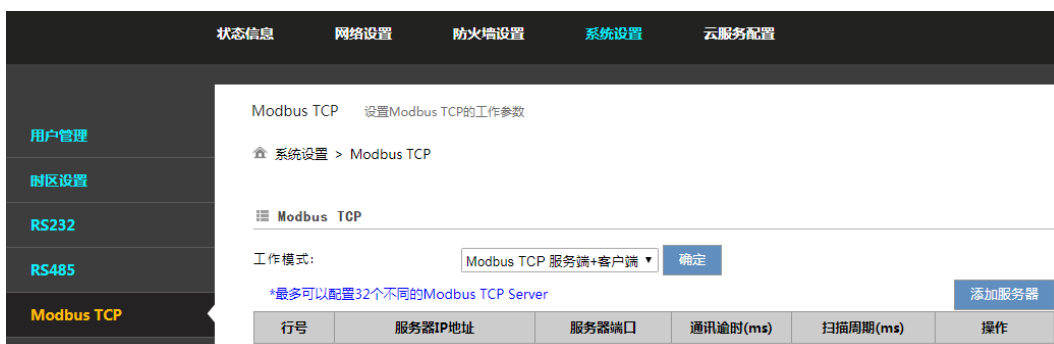 状态信息 网络设置 防火墙设置 系统设置 云服务配置
Modbus TCP 设置Modbus TCP的工作参数
用户管理
系统设置 > Modbus TCP
时区设置
Modbus TCP
RS232
工作模式: Modbus TCP 服务端+客户端 确定
RS485
*最多可以配置32个不同的Modbus TCP Server 添加服务器
Modbus TCP
行号 服务器IP地址 服务器端口 通讯逾时(ms) 扫描周期(ms) 操作